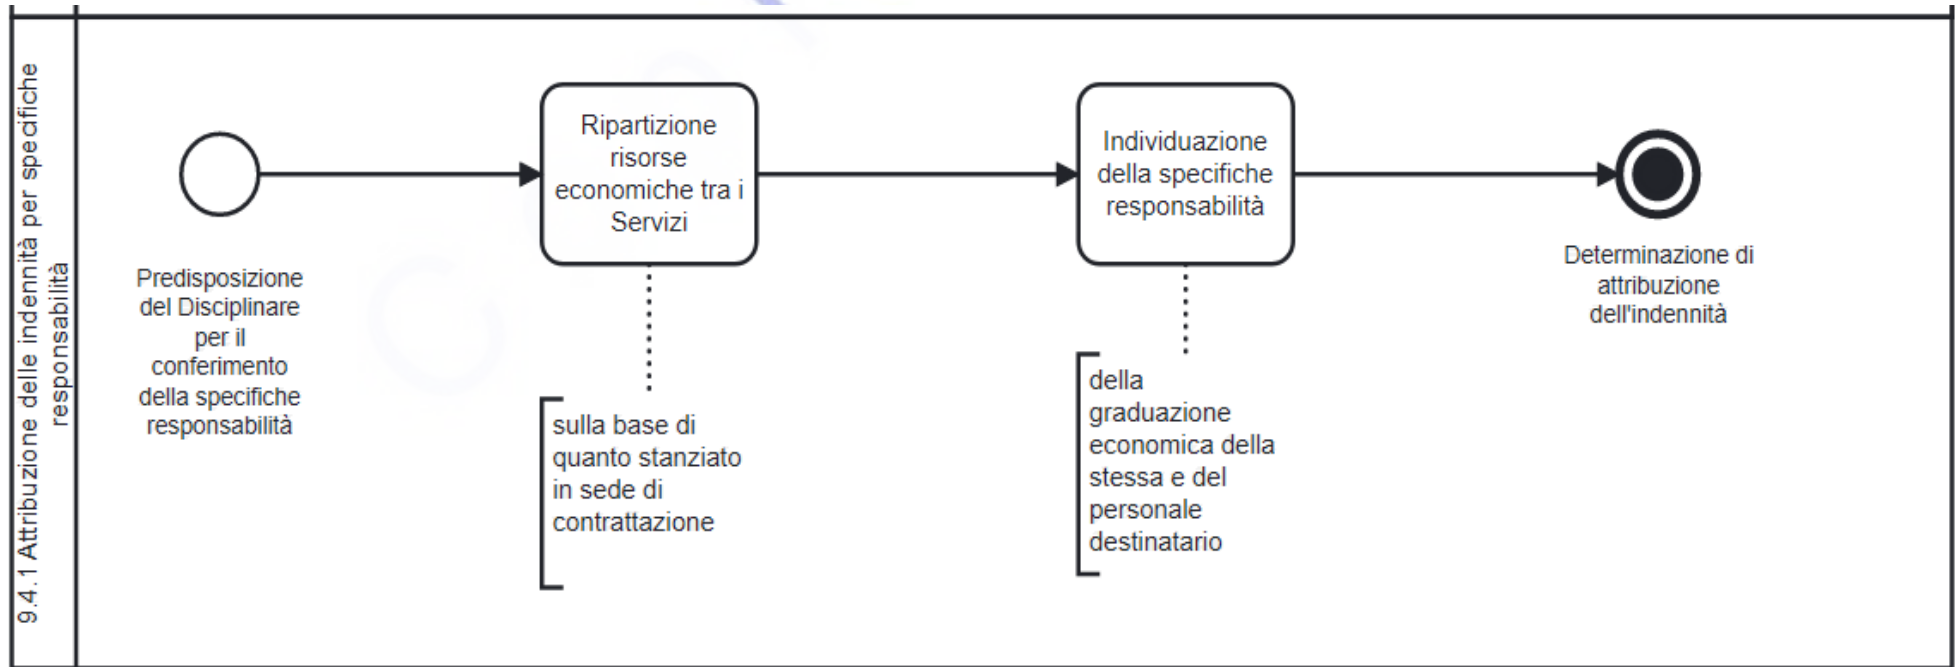 9.4.1 Attribuzione delle indennità per specifiche
responsabilità
Predisposizione
del Disciplinare
per il
conferimento
della specifiche
responsabilità
Ripartizione
risorse
economiche tra i
Servizi
sulla base di
quanto stanziato
in sede di
contrattazione
Individuazione
della specifiche
responsabilità
della
graduazione
economica della
stessa e del
personale
destinatario
Determinazione di
attribuzione
dell'indennità